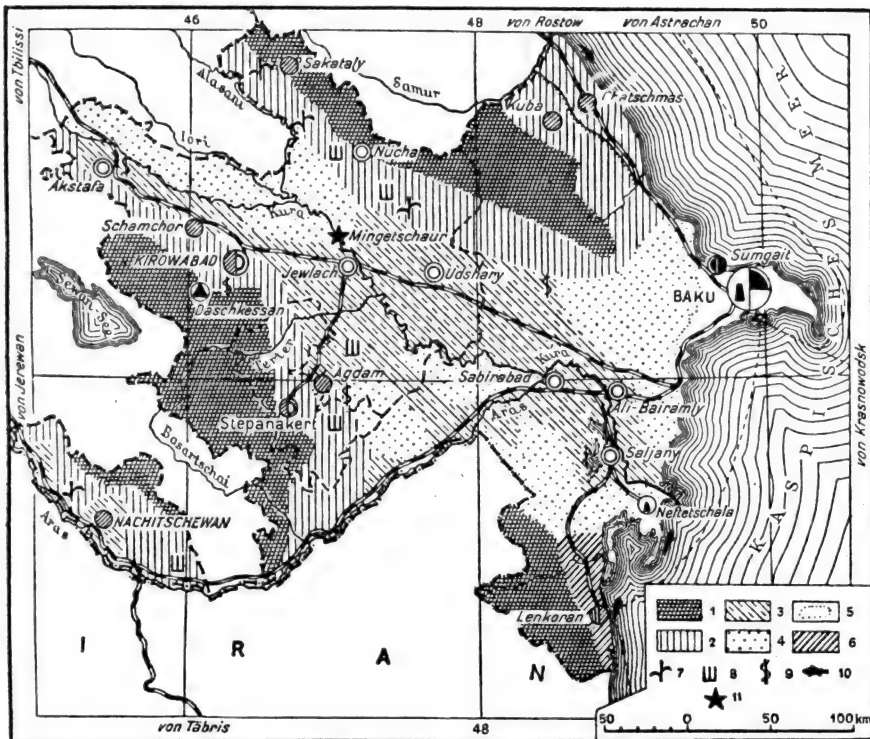 46
48
von Rostow
von Astrachan
50
von Tbilissi
Sakataly
Alasani
Samur
Kuba
Chatschmas
Iori
Nucha
Akstafa
Kura
Schamchor
Mingetschaur
KIROWABAD
Jewlach
Udshary
Sumgait
BAKU
Sewan-See
Daschkessan
Terter
Agdam
Sabirabad
Kura
von Jerewan
Stepanakert
Aras
Ali-Bairamly
von Krasnowodsk
Basartschai
Saljany
KASPISCHES MEER
Aras
NACHITSCHEWAN
Neftetschala
Lenkoran
I R A N
1 3 5
2 4 6
7 8 9 10
11
von Täbris
48
50 0 50 100 km